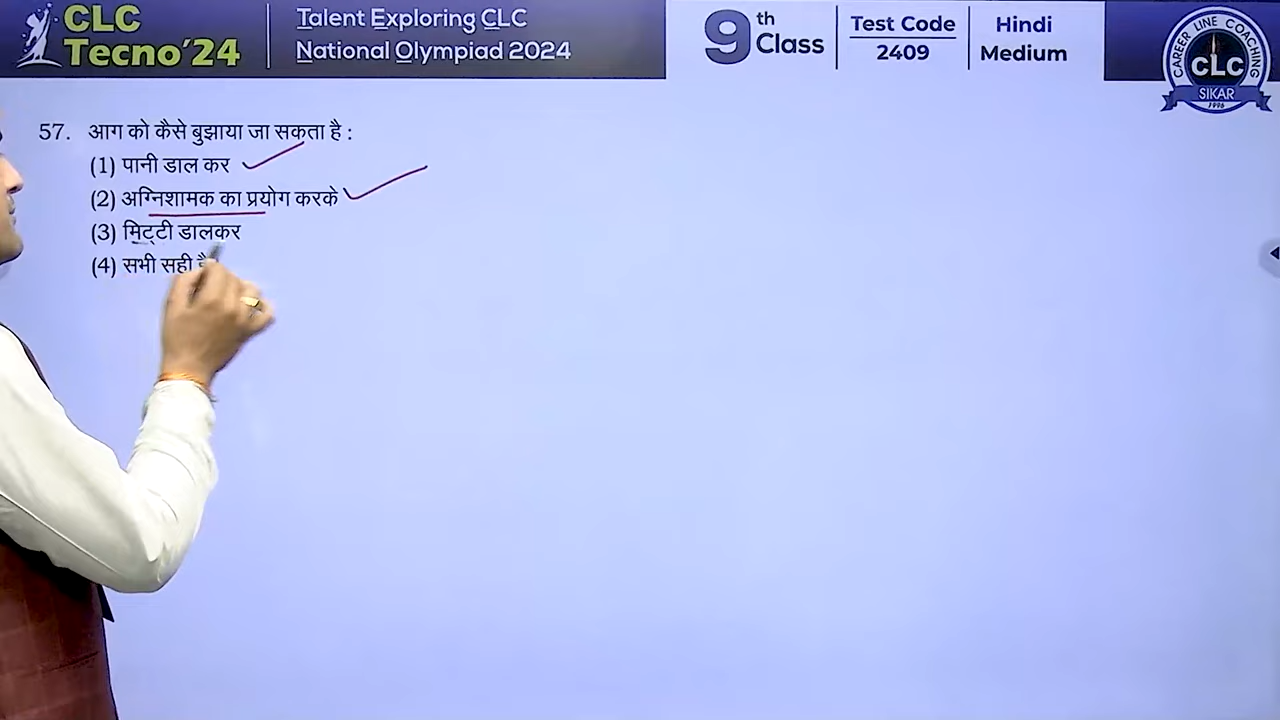 CLC
Tecno'24
Talent Exploring CLC
National Olympiad 2024
9th Class
Test Code
2409
Hindi
Medium
CAREER LINE COACHING
CLC
SIKAR
1996
57. आग को कैसे बुझाया जा सकता है :
(1) पानी डाल कर
(2) अग्निशामक का प्रयोग करके
(3) मिट्टी डालकर
(4) सभी सही है